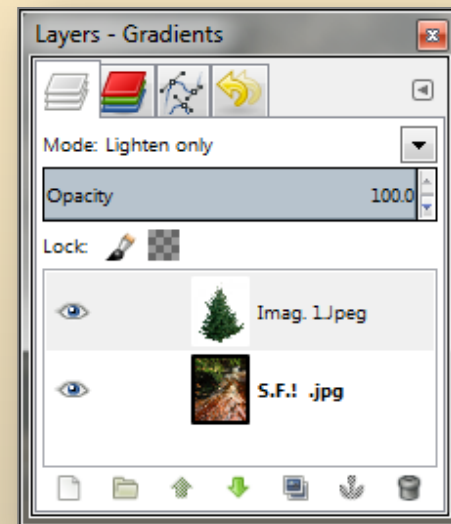 Layers - Gradients
Mode: Lighten only
Opacity 100.0
Lock:
Imag. 1.Jpeg
S.F.! .jpg